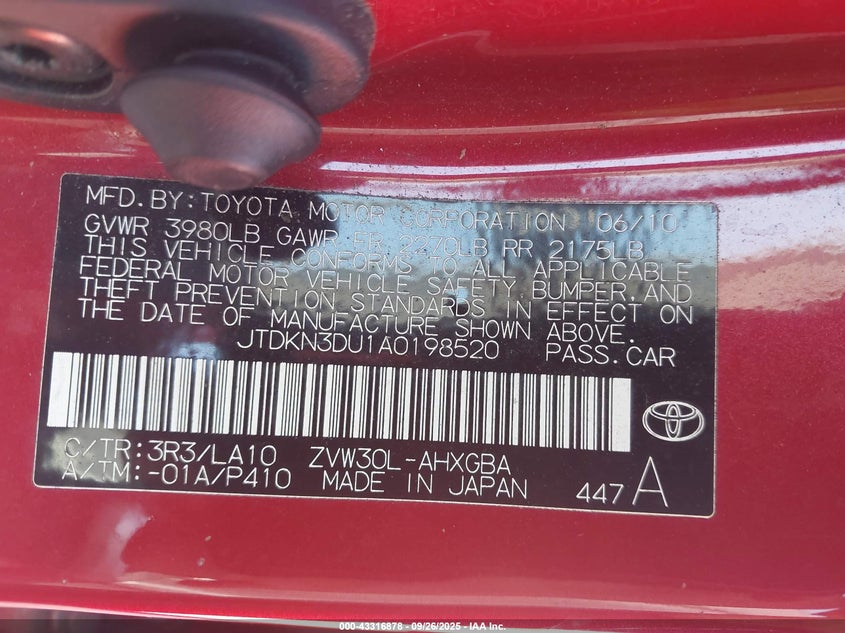 MFD. BY: TOYOTA MOTOR CORPORATION 06/10
GVWR 3980LB GAWR FR 2270LB RR 2175LB
THIS VEHICLE CONFORMS TO ALL APPLICABLE
FEDERAL MOTOR VEHICLE SAFETY, BUMPER, AND
THEFT PREVENTION STANDARDS IN EFFECT ON
THE DATE OF MANUFACTURE SHOWN ABOVE.
JTDKN3DU1A0198520 PASS. CAR
C/TR: 3R3/LA10 ZVW30L-AHXGBA
A/TM: -01A/P410 MADE IN JAPAN 447 A
000-43316878 - 09/26/2025 - IAA Inc.